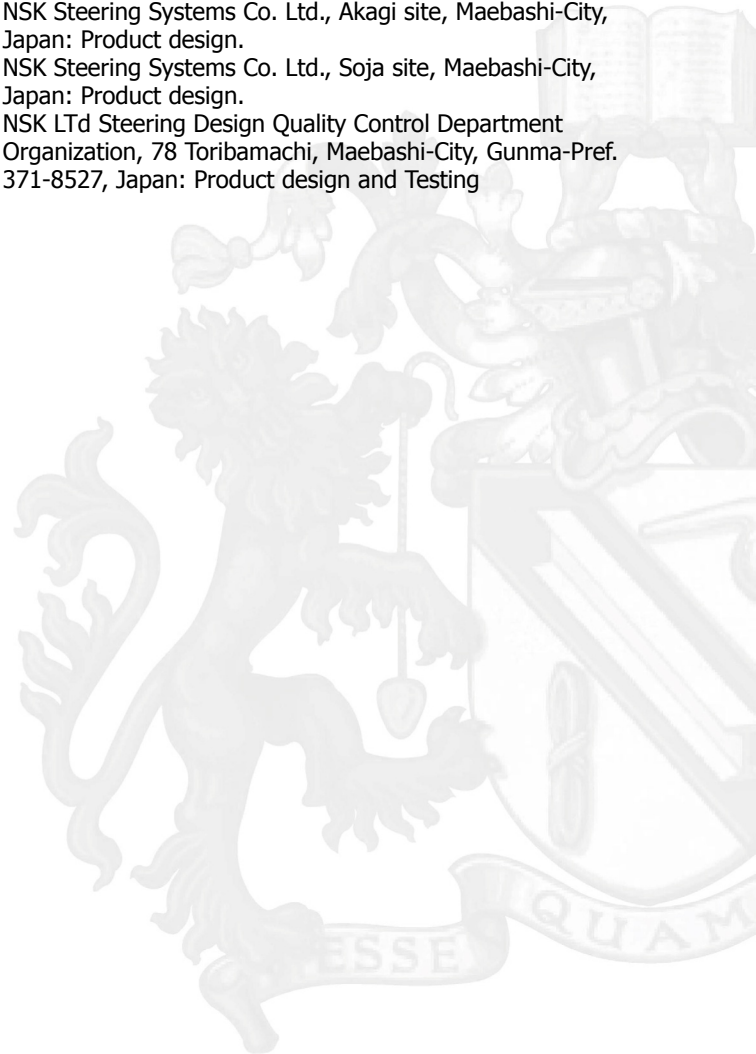 NSK Steering Systems Co. Ltd., Akagi site, Maebashi-City,
Japan: Product design.
NSK Steering Systems Co. Ltd., Soja site, Maebashi-City,
Japan: Product design.
NSK LTd Steering Design Quality Control Department
Organization, 78 Toribamachi, Maebashi-City, Gunma-Pref.
371-8527, Japan: Product design and Testing
ESSE QUAM